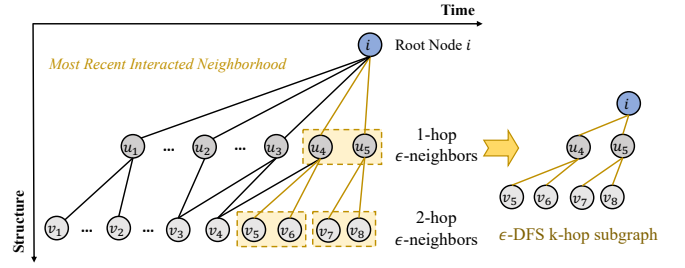 Time
Root Node i
Most Recent Interacted Neighborhood
i
i
u₁ ... u₂ ... u₃ u₄ u₅
1-hop
ϵ-neighbors
u₄ u₅
v₁ ... v₂ ... v₃ v₄ v₅ v₆ v₇ v₈
2-hop
ϵ-neighbors
v₅ v₆ v₇ v₈
ϵ-DFS k-hop subgraph
Structure